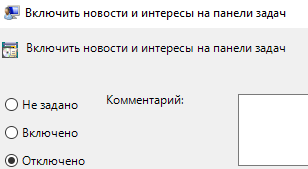 Включить новости и интересы на панели задач
Включить новости и интересы на панели задач
Не задано
Комментарий:
Включено
Отключено